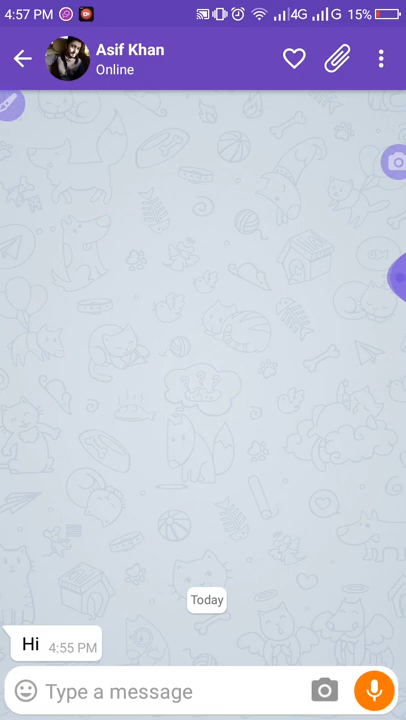 4:57 PM 4G G 15%
Asif Khan
Online
Today
Hi 4:55 PM
Type a message